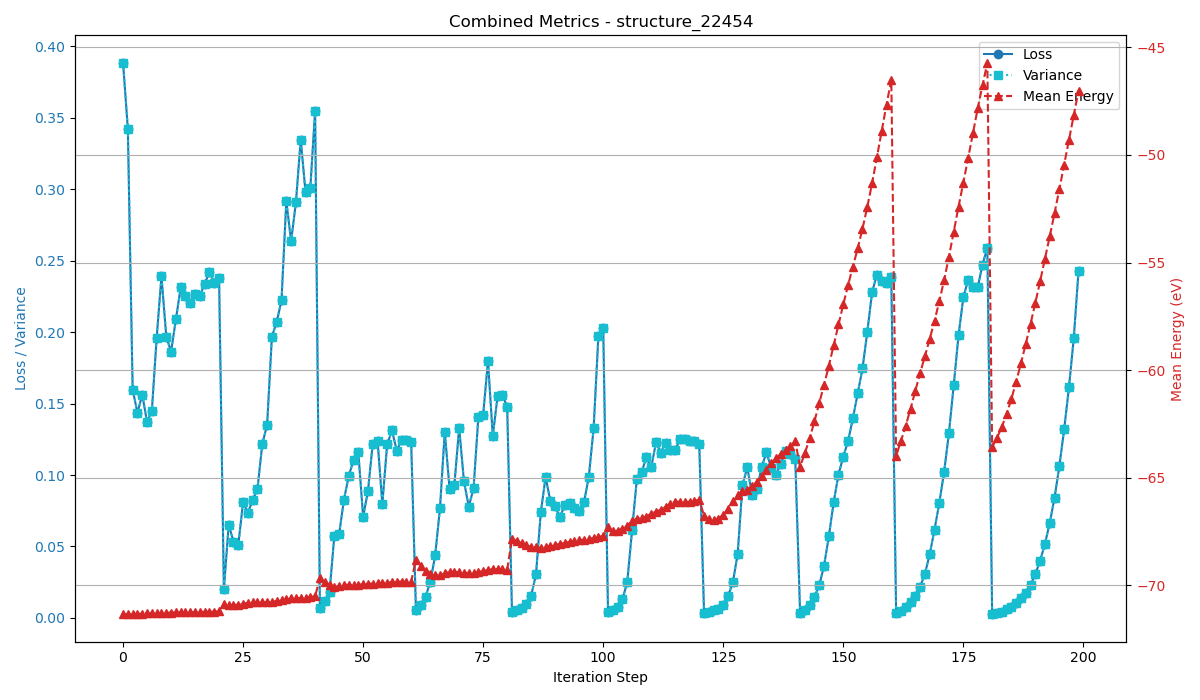 Combined Metrics - structure_22454
Loss
Variance
Mean Energy
0.40
0.35
0.30
0.25
0.20
0.15
0.10
0.05
0.00
Loss / Variance
−45
−50
−55
−60
−65
−70
Mean Energy (eV)
0 25 50 75 100 125 150 175 200
Iteration Step